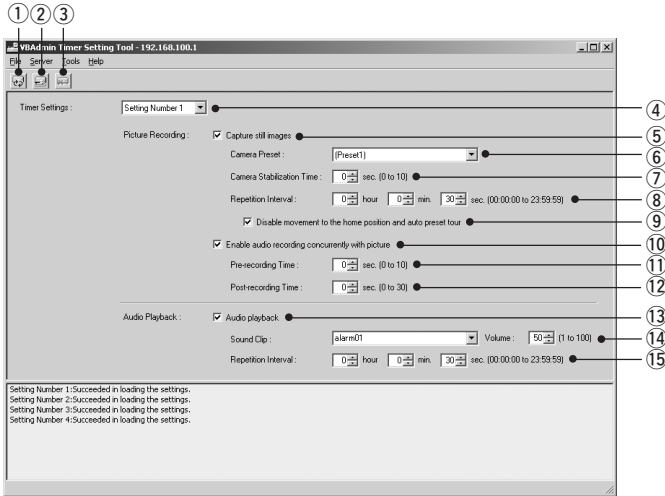 ① ② ③
VBAdmin Timer Setting Tool - 192.168.100.1
File Server Tools Help
Timer Settings : Setting Number 1 ④
Picture Recording : Capture still images ⑤
Camera Preset : (Preset1) ⑥
Camera Stabilization Time : 0 sec. (0 to 10) ⑦
Repetition Interval : 0 hour 0 min. 30 sec. (00:00:00 to 23:59:59) ⑧
Disable movement to the home position and auto preset tour ⑨
Enable audio recording concurrently with picture ⑩
Pre-recording Time : 0 sec. (0 to 10) ⑪
Post-recording Time : 0 sec. (0 to 30) ⑫
Audio Playback : Audio playback ⑬
Sound Clip : alarm01 Volume : 50 (1 to 100) ⑭
Repetition Interval : 0 hour 0 min. 30 sec. (00:00:00 to 23:59:59) ⑮
Setting Number 1:Succeeded in loading the settings.
Setting Number 2:Succeeded in loading the settings.
Setting Number 3:Succeeded in loading the settings.
Setting Number 4:Succeeded in loading the settings.